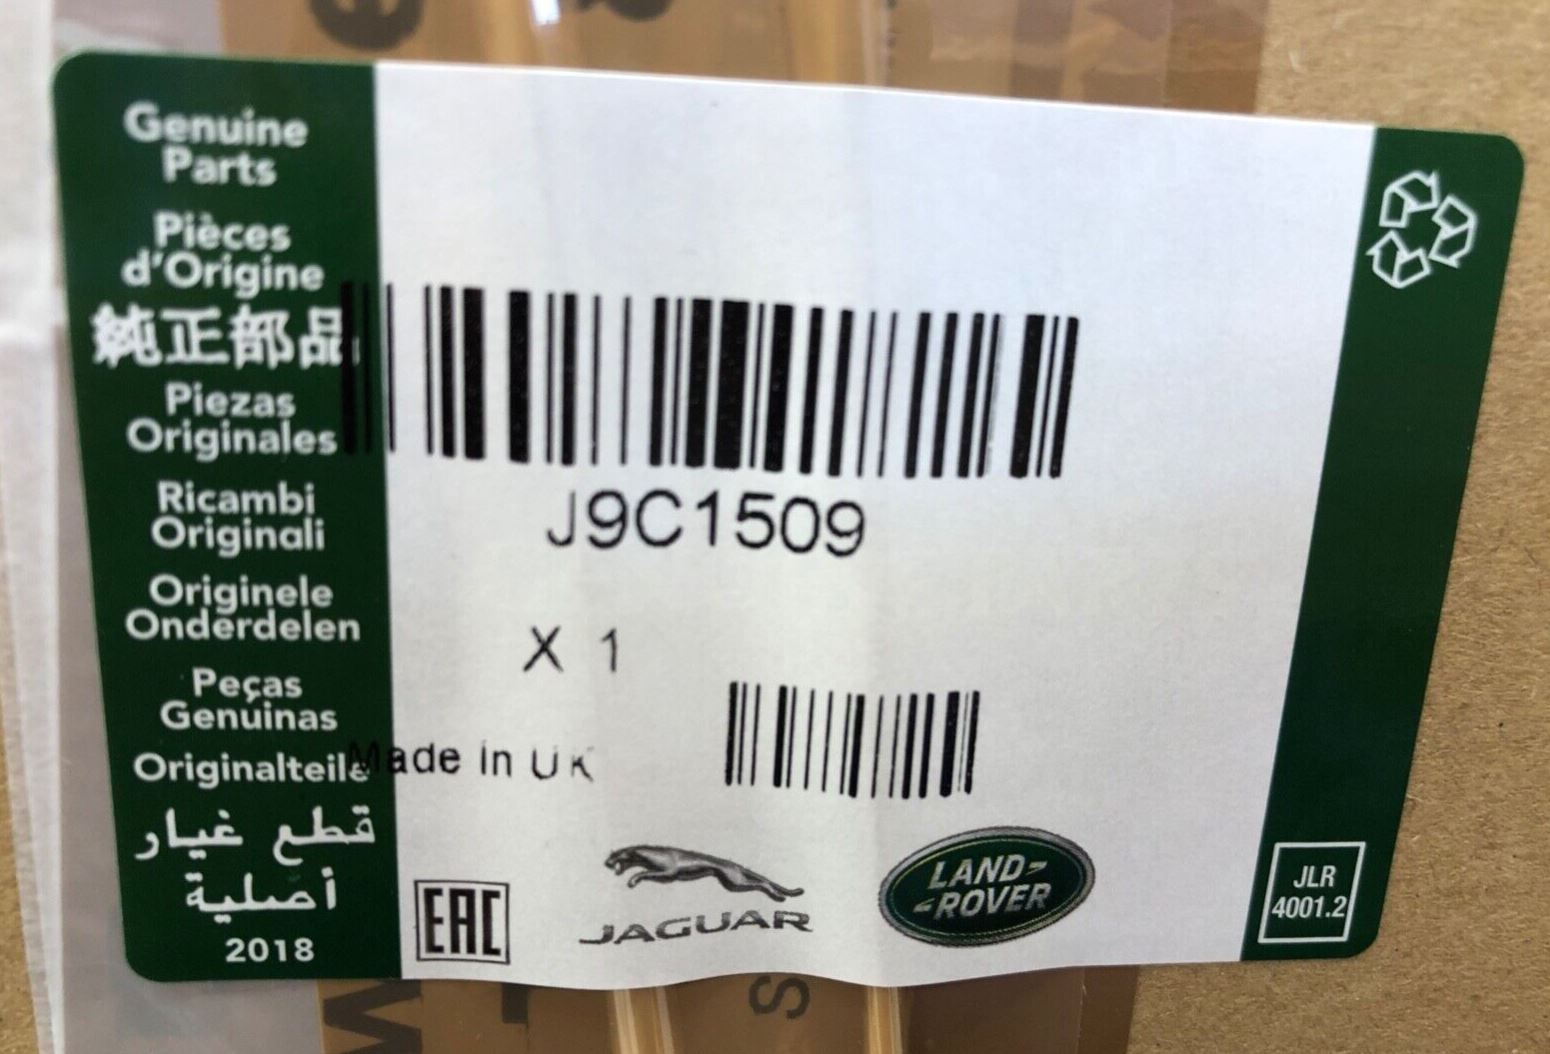 Genuine
Parts
Pièces
d'Origine
純正部品
Piezas
Originales
Ricambi
Originali
Originele
Onderdelen
Peças
Genuinas
Originalteile
قطع غيار
أصلية
2018
J9C1509
X 1
Made in UK
EAC
JAGUAR
LAND-
ROVER
JLR
4001.2
S